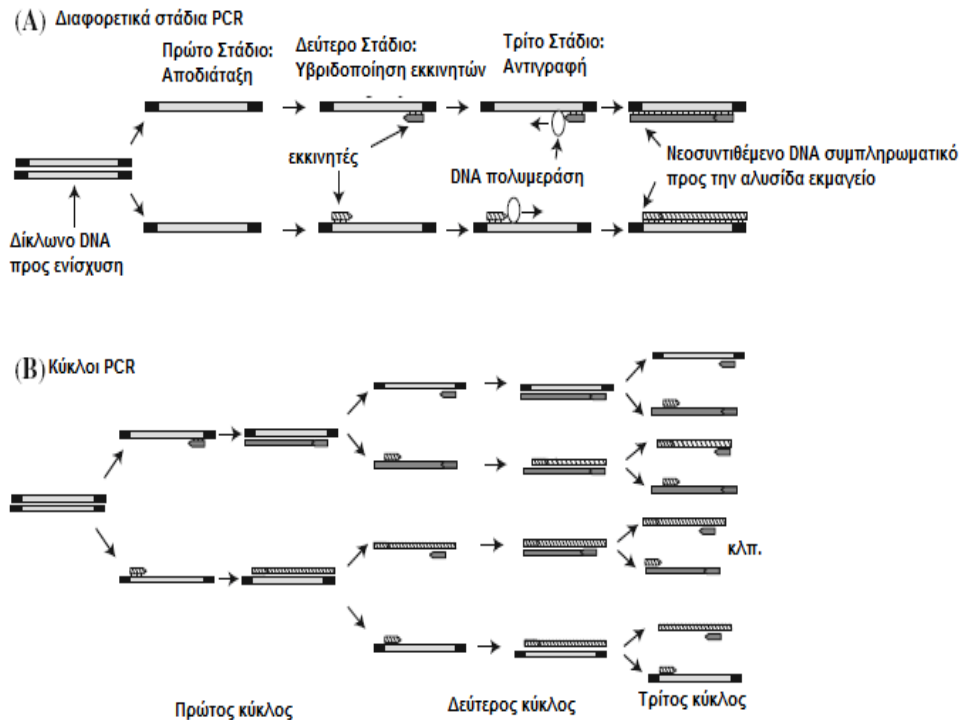 (A) Διαφορετικά στάδια PCR
Πρώτο Στάδιο:
Αποδιάταξη
Δεύτερο Στάδιο:
Υβριδοποίηση εκκινητών
Τρίτο Στάδιο:
Αντιγραφή
εκκινητές
DNA πολυμεράση
Νεοσυντιθέμενο DNA συμπληρωματικό
προς την αλυσίδα εκμαγείο
Δίκλωνο DNA
προς ενίσχυση
(B) Κύκλοι PCR
κλπ.
Πρώτος κύκλος
Δεύτερος κύκλος
Τρίτος κύκλος